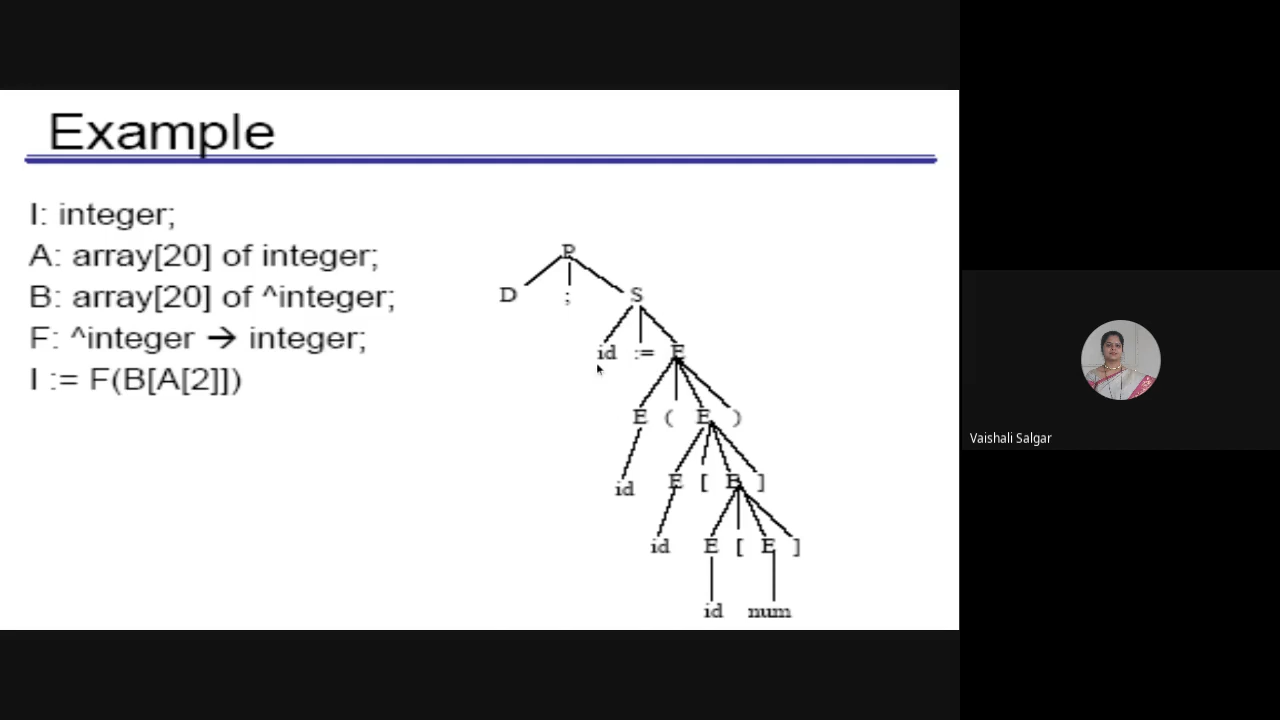 Example
I: integer;
A: array[20] of integer;
B: array[20] of ^integer;
F: ^integer → integer;
I := F(B[A[2]])
P
D ; S
id := E
E ( E )
id E [ E ]
id E [ E ]
id num
Vaishali Salgar